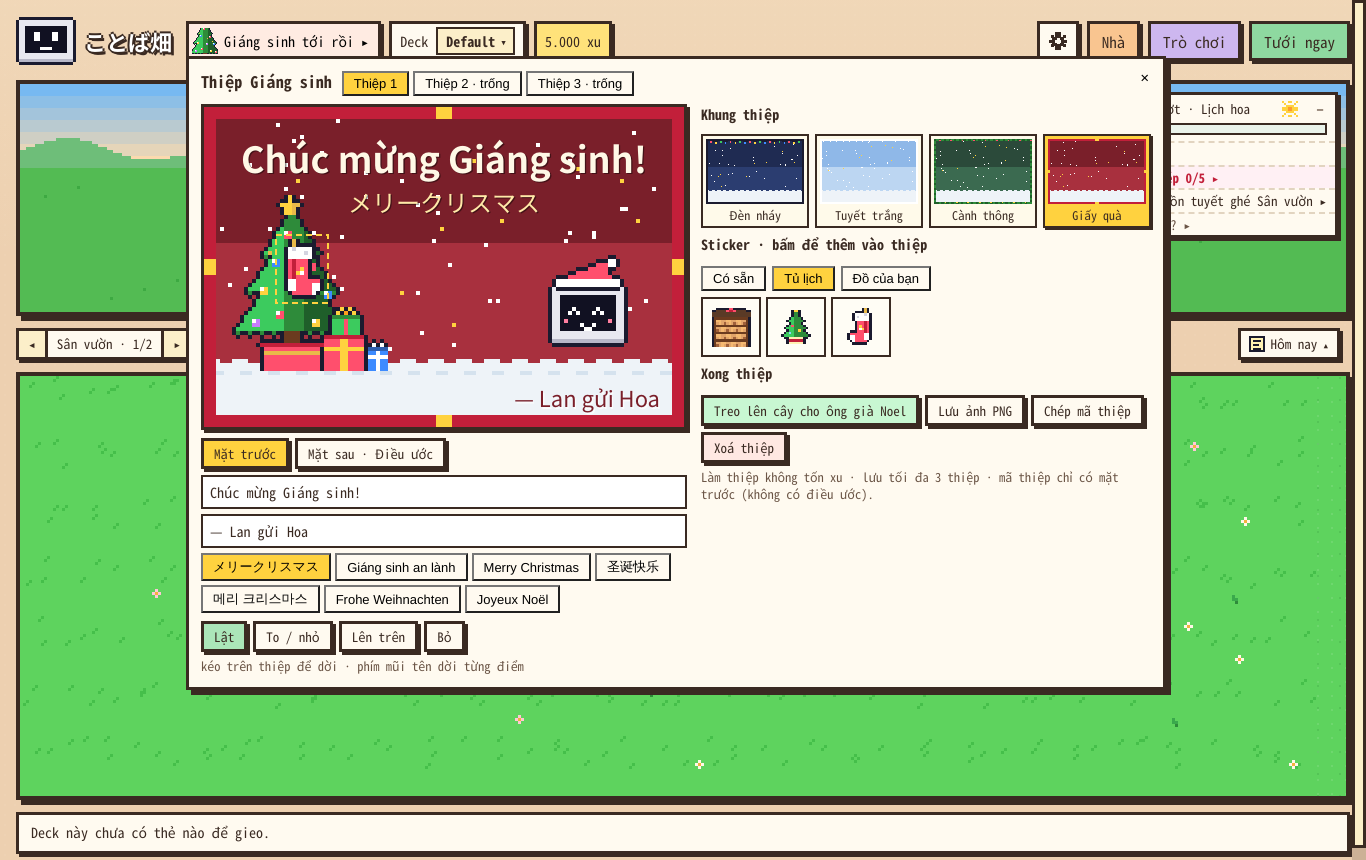 ことば畑
Giáng sinh tới rồi ▸
Deck Default ▾
5.000 xu
Nhà
Trò chơi
Tưới ngay
Thiệp Giáng sinh
Thiệp 1
Thiệp 2 · trống
Thiệp 3 · trống
×
Chúc mừng Giáng sinh!
メリークリスマス
— Lan gửi Hoa
Mặt trước
Mặt sau · Điều ước
Chúc mừng Giáng sinh!
— Lan gửi Hoa
メリークリスマス
Giáng sinh an lành
Merry Christmas
圣诞快乐
메리 크리스마스
Frohe Weihnachten
Joyeux Noël
Lật
To / nhỏ
Lên trên
Bỏ
kéo trên thiệp để dời · phím mũi tên dời từng điểm
Khung thiệp
Đèn nháy
Tuyết trắng
Cành thông
Giấy quà
Sticker · bấm để thêm vào thiệp
Có sẵn
Tủ lịch
Đồ của bạn
Xong thiệp
Treo lên cây cho ông già Noel
Lưu ảnh PNG
Chép mã thiệp
Xoá thiệp
Làm thiệp không tốn xu · lưu tối đa 3 thiệp · mã thiệp chỉ có mặt
trước (không có điều ước).
· Lịch hoa
–
0/5 ▸
tuyết ghé Sân vườn ▸
? ▸
◂ Sân vườn · 1/2 ▸
Hôm nay ▴
Deck này chưa có thẻ nào để gieo.